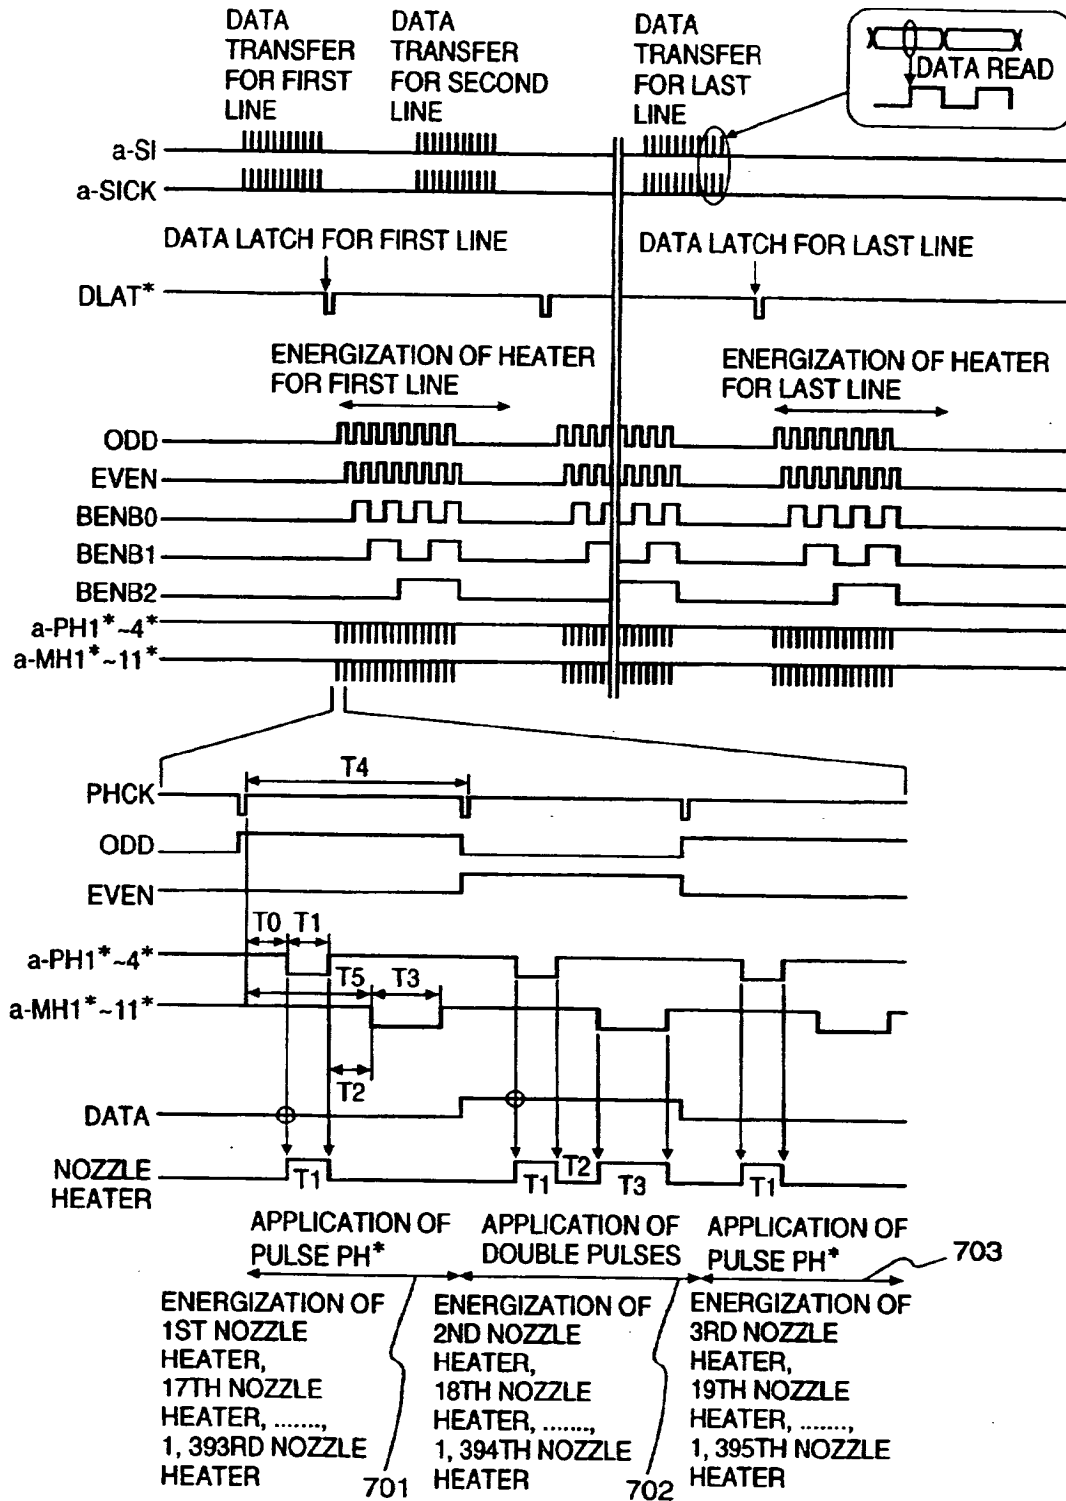 DATA TRANSFER FOR FIRST LINE
DATA TRANSFER FOR SECOND LINE
DATA TRANSFER FOR LAST LINE
DATA READ
a-SI
a-SICK
DATA LATCH FOR FIRST LINE
DATA LATCH FOR LAST LINE
DLAT*
ENERGIZATION OF HEATER
FOR FIRST LINE
ENERGIZATION OF HEATER
FOR LAST LINE
ODD
EVEN
BENB0
BENB1
BENB2
a-PH1*~4*
a-MH1*~11*
T4
PHCK
ODD
EVEN
T0 T1
a-PH1*~4*
T5 T3
a-MH1*~11*
T2
DATA
NOZZLE
HEATER
T1
T1
T2
T3
T1
APPLICATION OF
PULSE PH*
APPLICATION OF
DOUBLE PULSES
APPLICATION OF
PULSE PH*
703
ENERGIZATION OF
1ST NOZZLE
HEATER,
17TH NOZZLE
HEATER, .......,
1, 393RD NOZZLE
HEATER
701
ENERGIZATION OF
2ND NOZZLE
HEATER,
18TH NOZZLE
HEATER, .......,
1, 394TH NOZZLE
HEATER
702
ENERGIZATION OF
3RD NOZZLE
HEATER,
19TH NOZZLE
HEATER, .......,
1, 395TH NOZZLE
HEATER